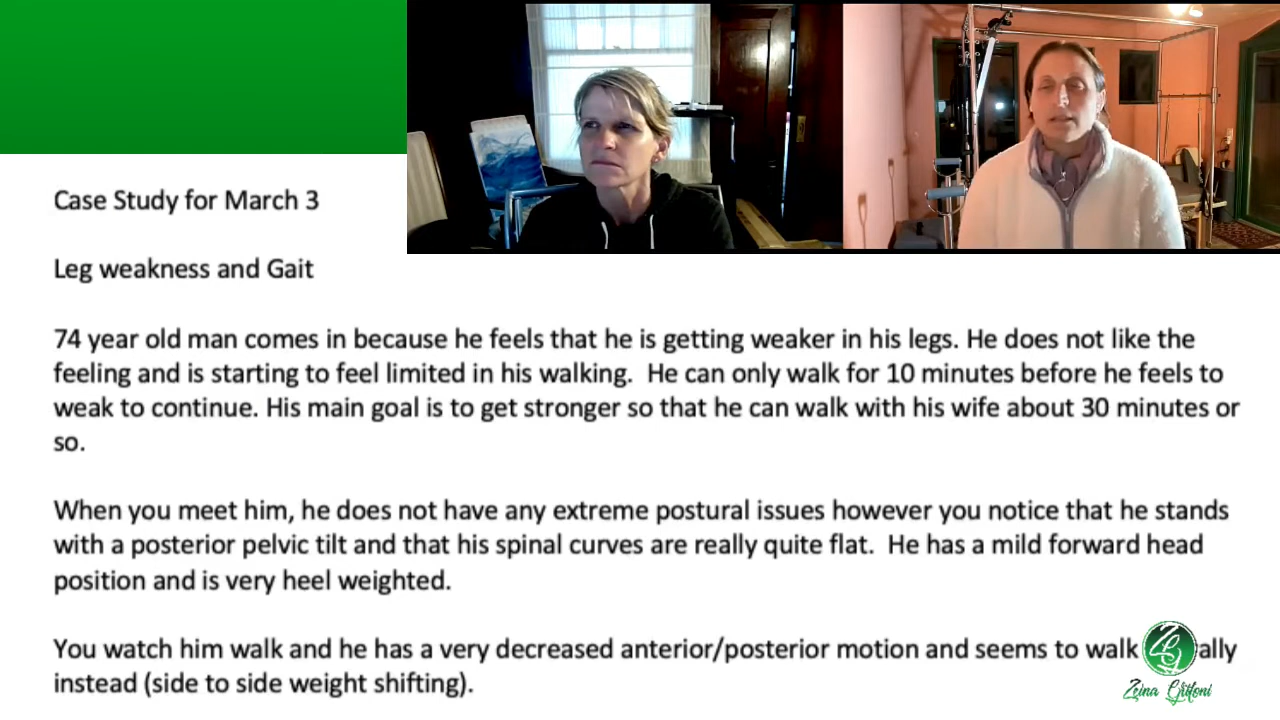 Case Study for March 3
Leg weakness and Gait
74 year old man comes in because he feels that he is getting weaker in his legs. He does not like the
feeling and is starting to feel limited in his walking. He can only walk for 10 minutes before he feels to
weak to continue. His main goal is to get stronger so that he can walk with his wife about 30 minutes or
so.
When you meet him, he does not have any extreme postural issues however you notice that he stands
with a posterior pelvic tilt and that his spinal curves are really quite flat. He has a mild forward head
position and is very heel weighted.
You watch him walk and he has a very decreased anterior/posterior motion and seems to walk
instead (side to side weight shifting).
Zeina Grifoni